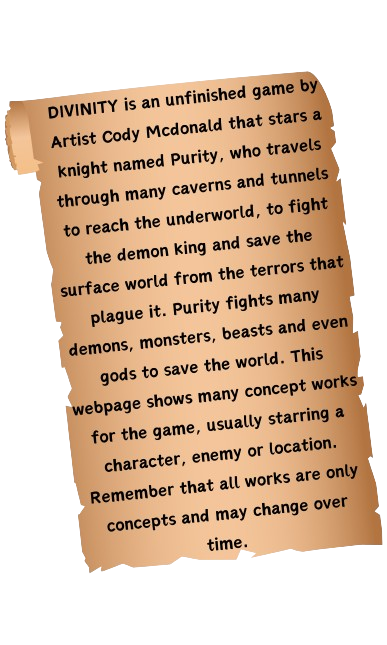 DIVINITY is an unfinished game by
Artist Cody Mcdonald that stars a
knight named Purity, who travels
through many caverns and tunnels
to reach the underworld, to fight
the demon king and save the
surface world from the terrors that
plague it. Purity fights many
demons, monsters, beasts and even
gods to save the world. This
webpage shows many concept works
for the game, usually starring a
character, enemy or location.
Remember that all works are only
concepts and may change over
time.